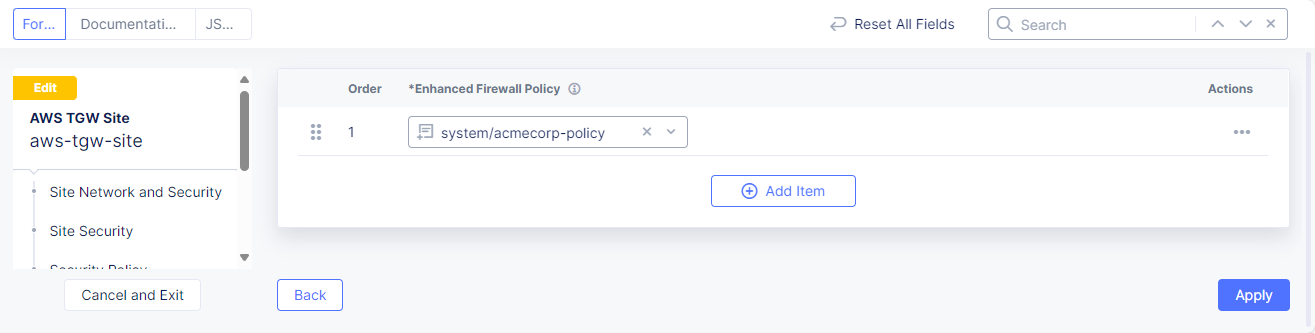 For...
Documentati...
JS...
Reset All Fields
Search
Edit
AWS TGW Site
aws-tgw-site
Site Network and Security
Site Security
Security Policy
Order
*Enhanced Firewall Policy
Actions
1
system/acmecorp-policy
Add Item
Cancel and Exit
Back
Apply